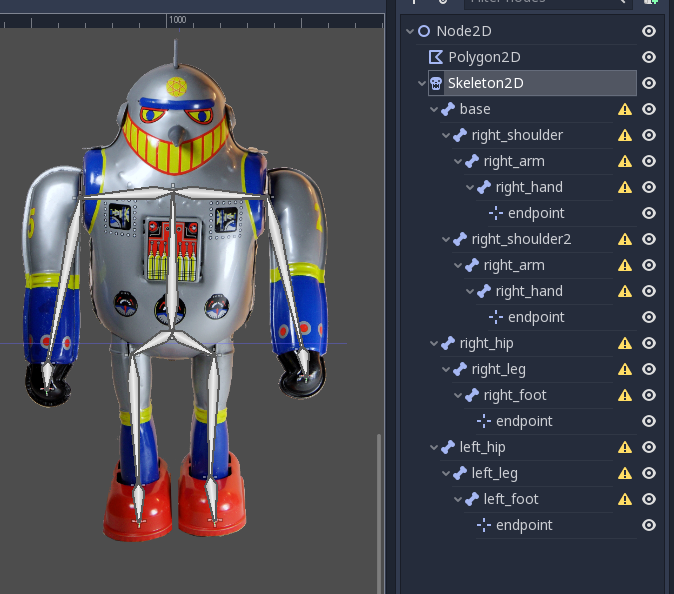 Filter nodes
1000
Node2D
Polygon2D
Skeleton2D
base
right_shoulder
right_arm
right_hand
endpoint
right_shoulder2
right_arm
right_hand
endpoint
right_hip
right_leg
right_foot
endpoint
left_hip
left_leg
left_foot
endpoint